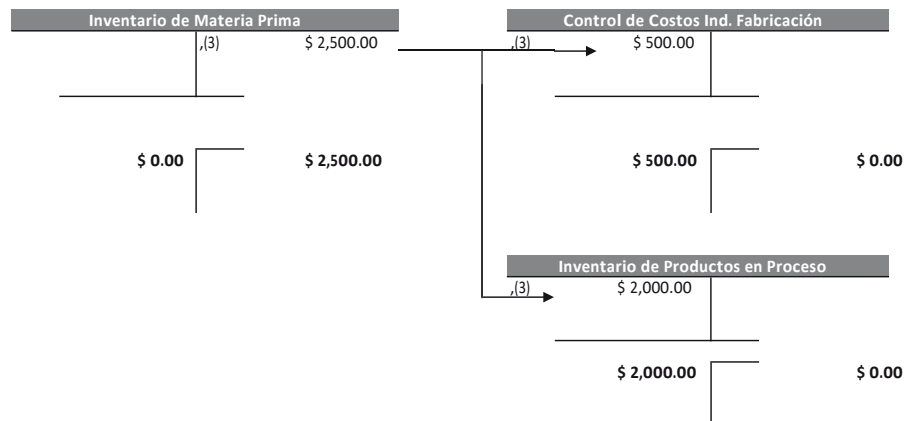 Inventario de Materia Prima
,(3) $ 2,500.00
$ 0.00 $ 2,500.00
Control de Costos Ind. Fabricación
,(3) $ 500.00
$ 500.00 $ 0.00
Inventario de Productos en Proceso
,(3) $ 2,000.00
$ 2,000.00 $ 0.00